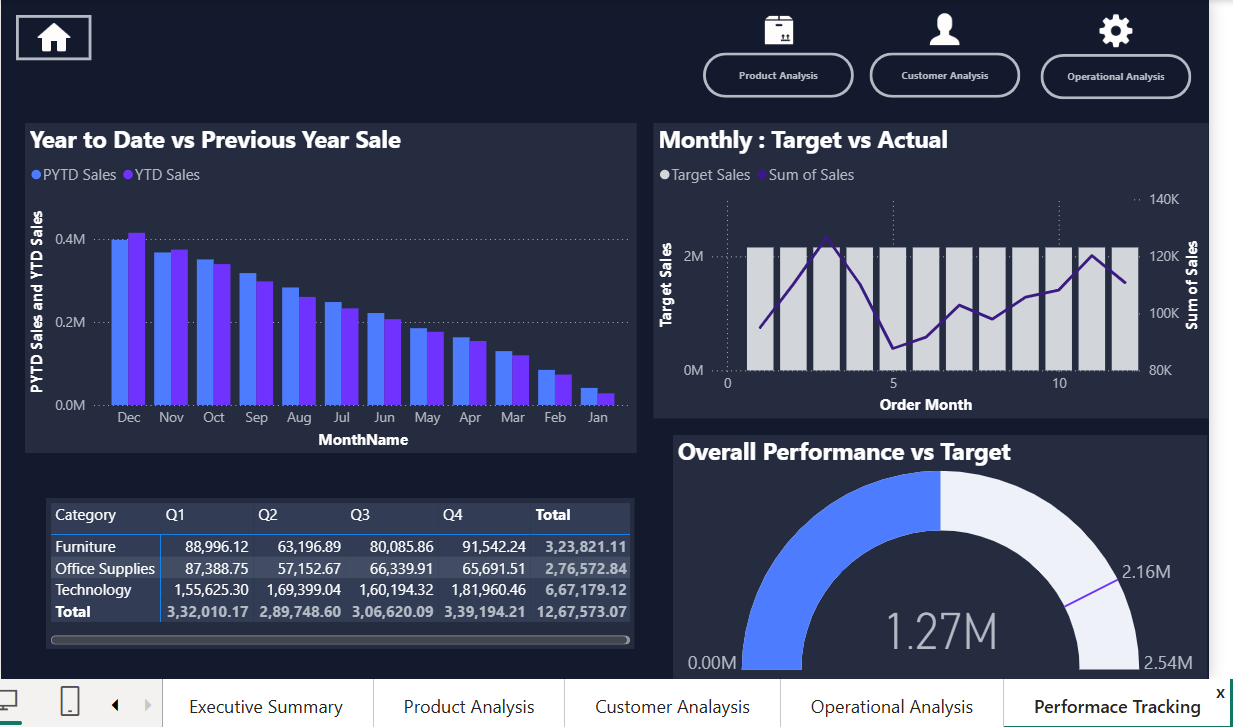 Product Analysis
Customer Analysis
Operational Analysis
Year to Date vs Previous Year Sale
PYTD Sales YTD Sales
PYTD Sales and YTD Sales
0.4M
0.2M
0.0M
Dec Nov Oct Sep Aug Jul Jun May Apr Mar Feb Jan
MonthName
Monthly : Target vs Actual
Target Sales Sum of Sales
Target Sales
2M
0M
140K
120K
100K
80K
Sum of Sales
0 5 10
Order Month
Category Q1 Q2 Q3 Q4 Total
Furniture 88,996.12 63,196.89 80,085.86 91,542.24 3,23,821.11
Office Supplies 87,388.75 57,152.67 66,339.91 65,691.51 2,76,572.84
Technology 1,55,625.30 1,69,399.04 1,60,194.32 1,81,960.46 6,67,179.12
Total 3,32,010.17 2,89,748.60 3,06,620.09 3,39,194.21 12,67,573.07
Overall Performance vs Target
2.16M
1.27M
0.00M
2.54M
Executive Summary
Product Analysis
Customer Analaysis
Operational Analysis
Performace Tracking
x